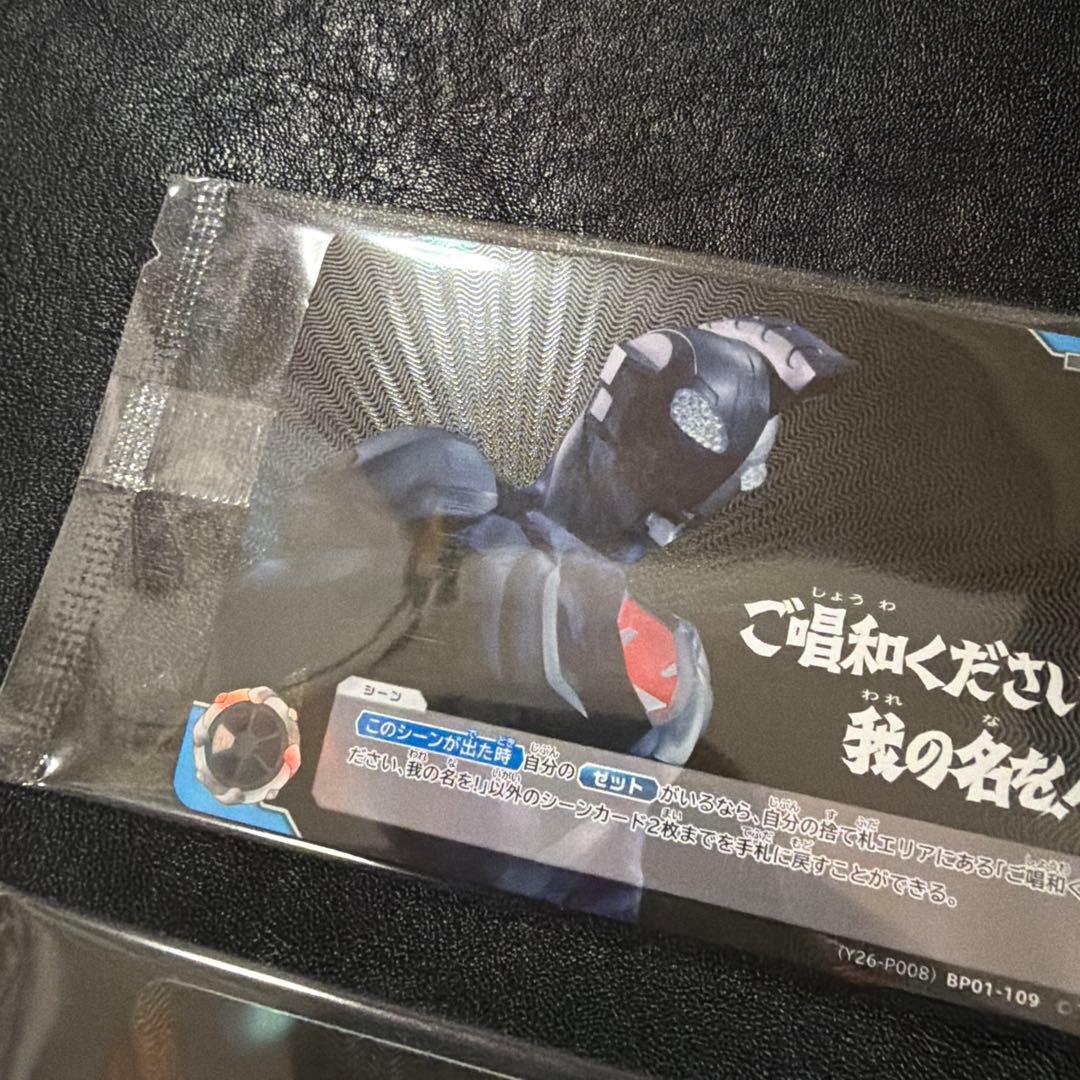 ご唱和ください
我の名を!
シーン
このシーンが出た時 自分の ゼット がいるなら、自分の捨て札エリアにある「ご唱和く
ださい、我の名を!」以外のシーンカード2枚までを手札に戻すことができる。
(Y26-P008) BP01-109 ©